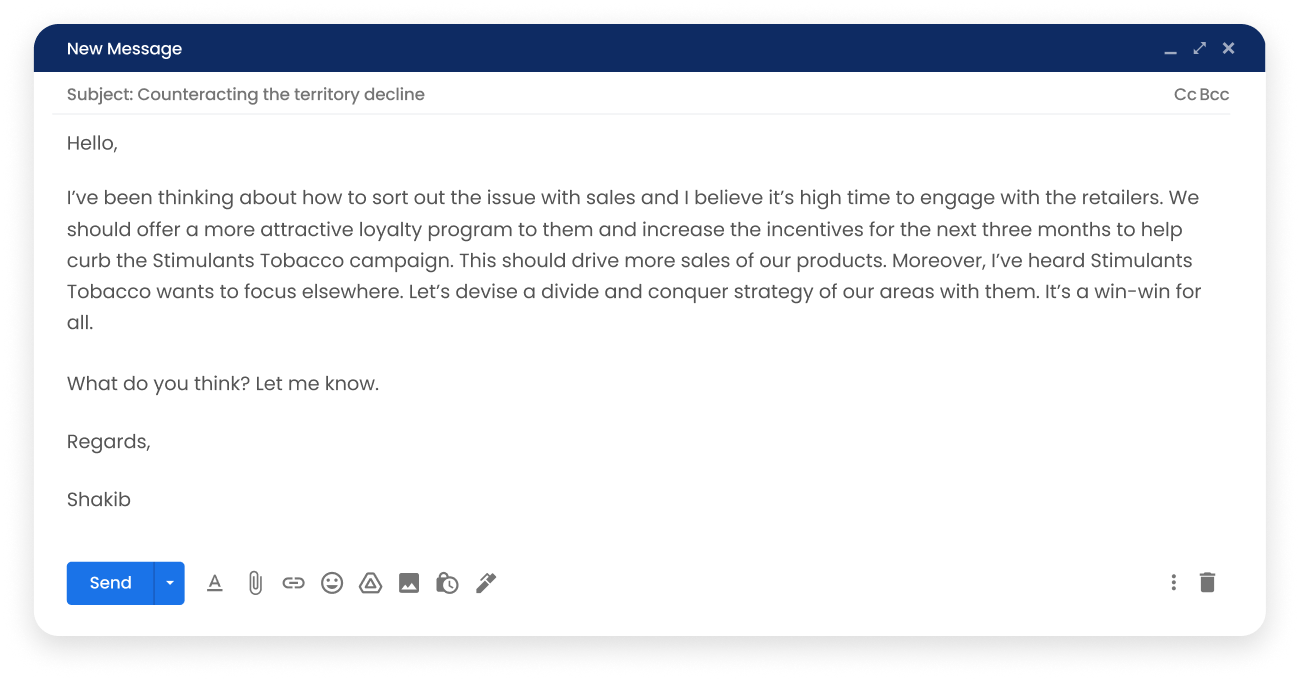 New Message
Subject: Counteracting the territory decline
Cc Bcc
Hello,
I’ve been thinking about how to sort out the issue with sales and I believe it’s high time to engage with the retailers. We
should offer a more attractive loyalty program to them and increase the incentives for the next three months to help
curb the Stimulants Tobacco campaign. This should drive more sales of our products. Moreover, I’ve heard Stimulants
Tobacco wants to focus elsewhere. Let’s devise a divide and conquer strategy of our areas with them. It’s a win-win for
all.
What do you think? Let me know.
Regards,
Shakib
Send